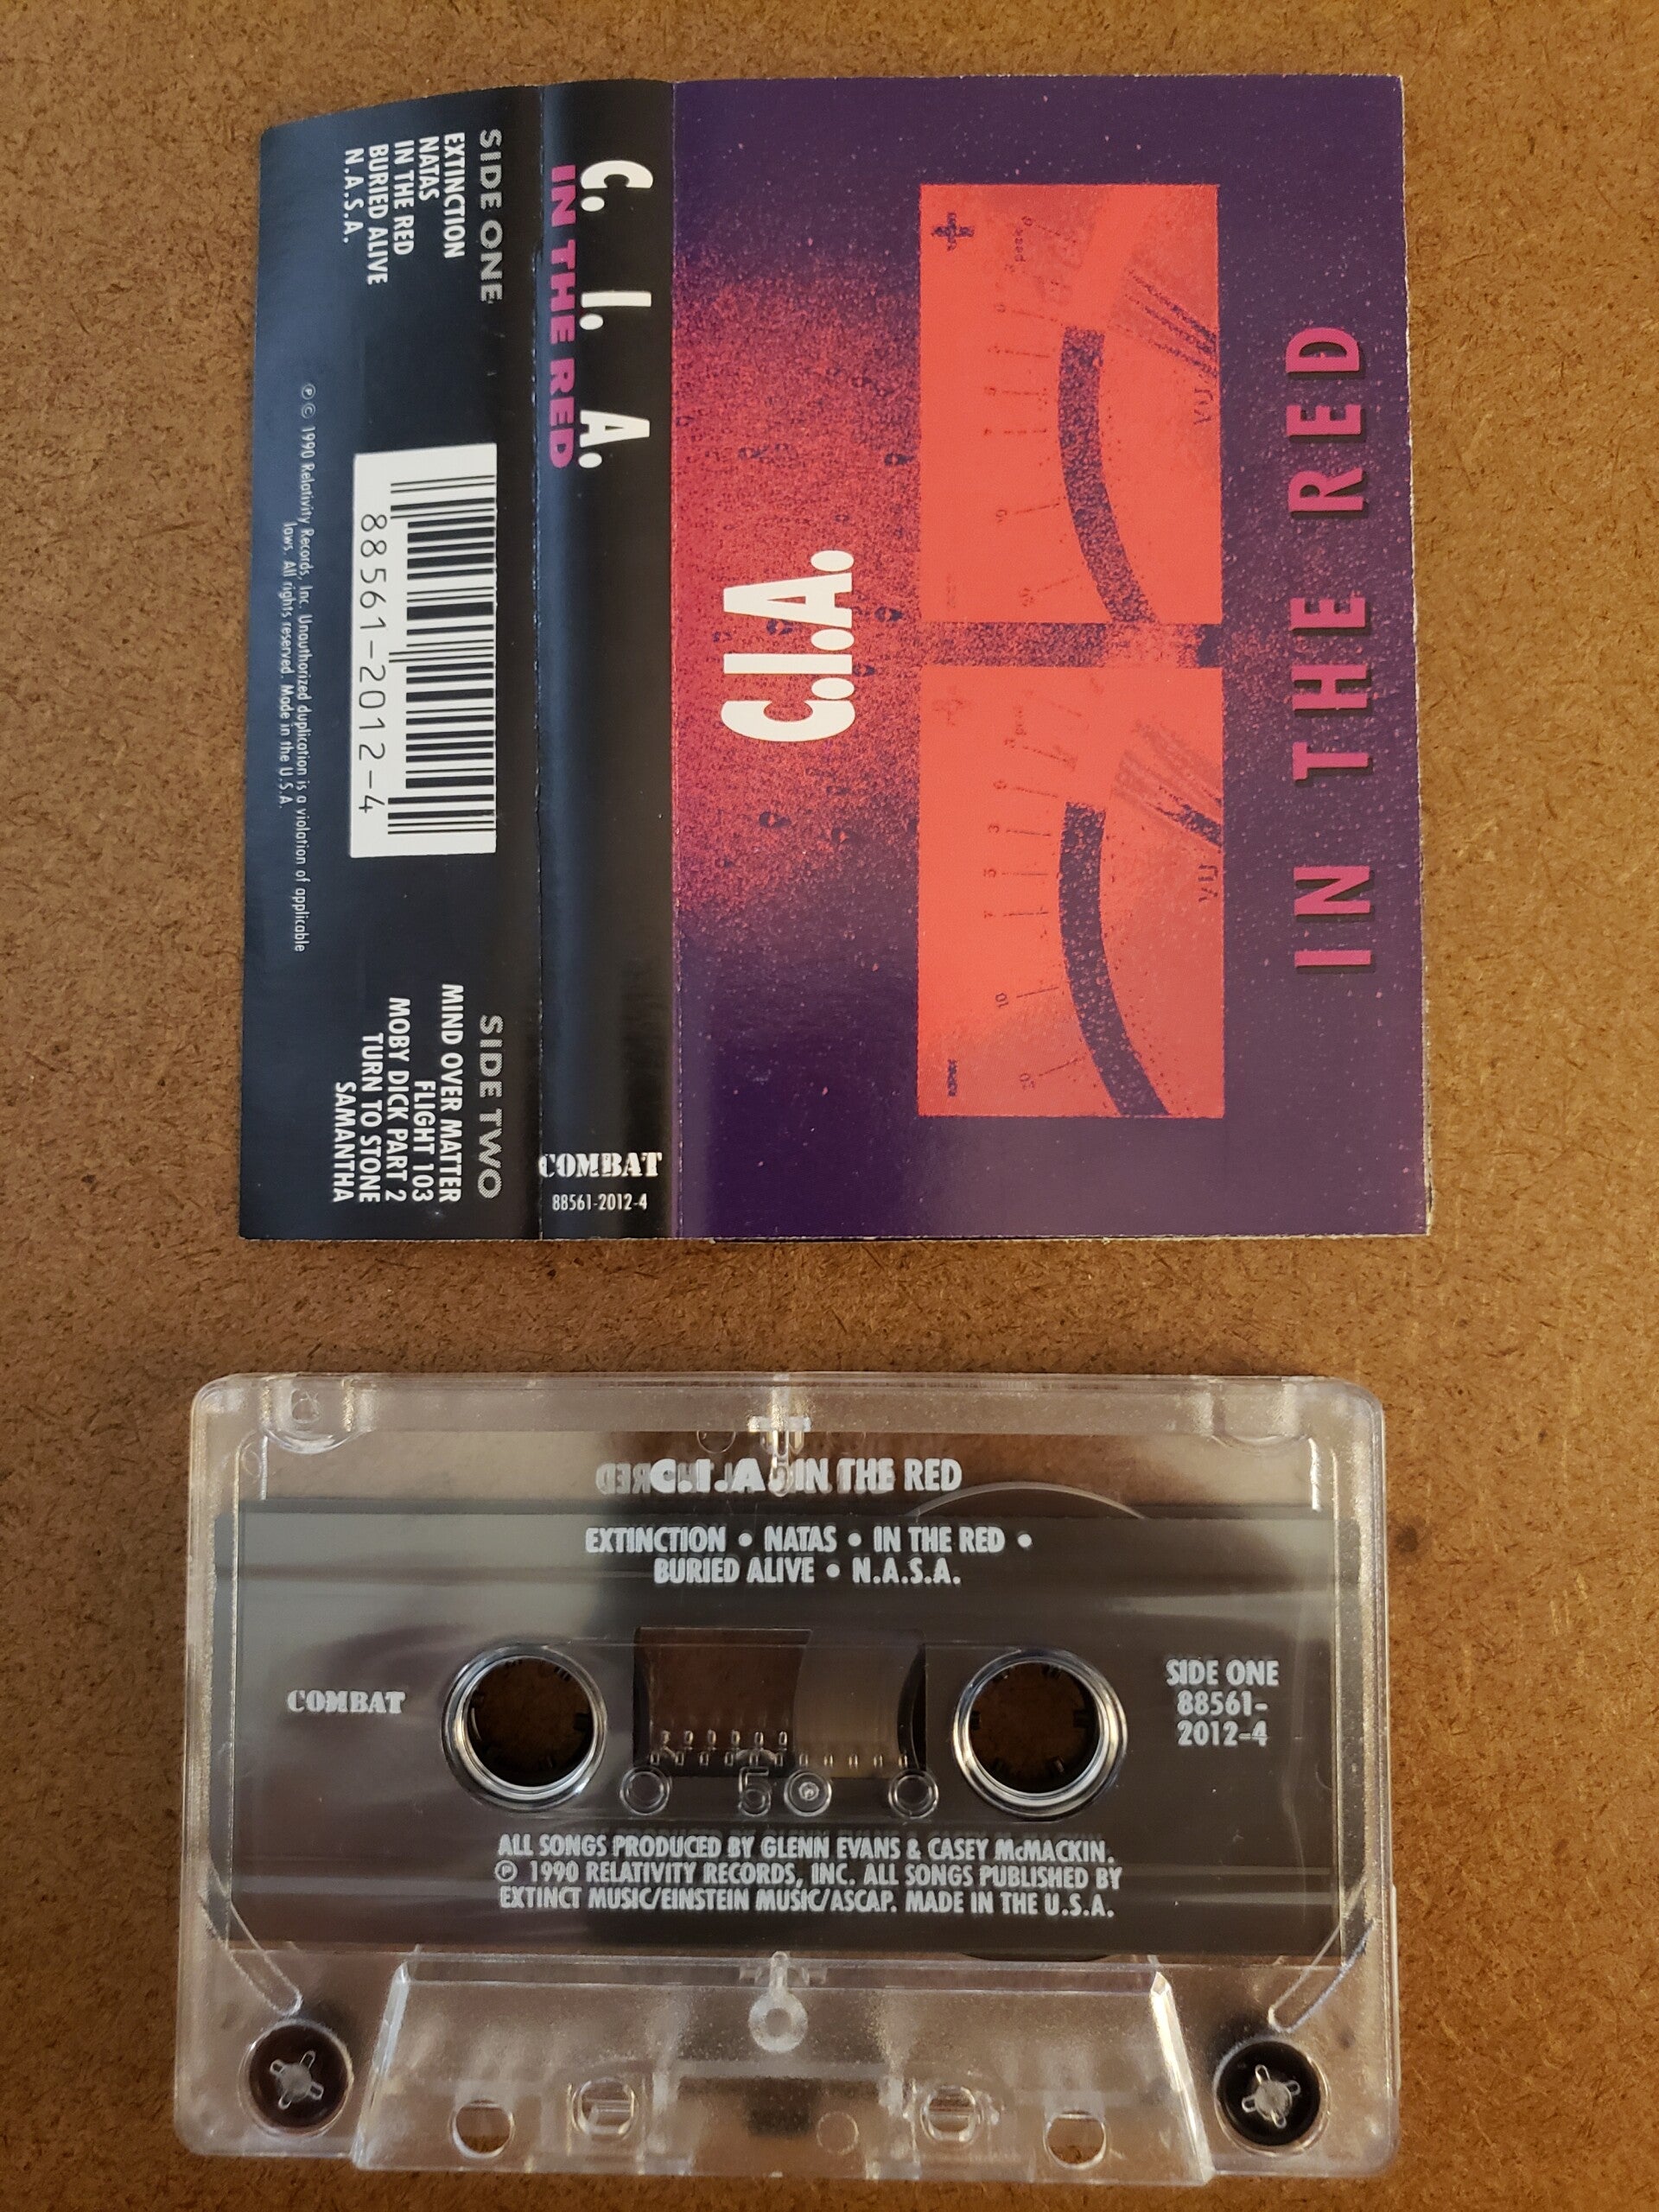 SIDE ONE
EXTINCTION
NATAS
IN THE RED
BURIED ALIVE
N.A.S.A.
℗ © 1990 Relativity Records, Inc. Unauthorized duplication is a violation of applicable
laws. All rights reserved. Made in the U.S.A.
88561-2012-4
SIDE TWO
MIND OVER MATTER
FLIGHT 103
MOBY DICK PART 2
TURN TO STONE
SAMANTHA
C. I. A.
IN THE RED
COMBAT
88561-2012-4
C.I.A.
IN THE RED
VU
VU
C.I.A. IN THE RED
EXTINCTION • NATAS • IN THE RED •
BURIED ALIVE • N.A.S.A.
COMBAT
SIDE ONE
88561-
2012-4
5
ALL SONGS PRODUCED BY GLENN EVANS & CASEY McMACKIN.
℗ 1990 RELATIVITY RECORDS, INC. ALL SONGS PUBLISHED BY
EXTINCT MUSIC/EINSTEIN MUSIC/ASCAP. MADE IN THE U.S.A.